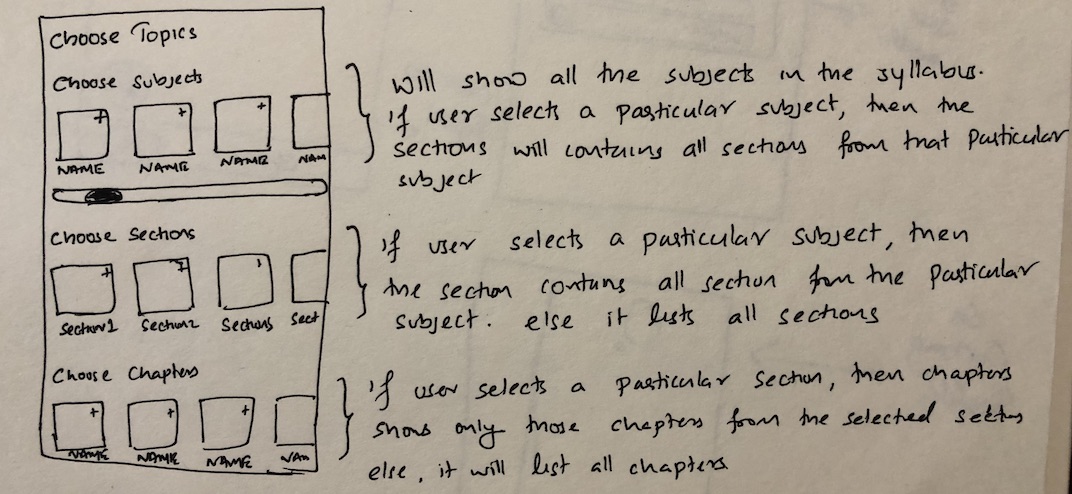 Choose Topics
Choose Subjects
+ + +
NAME NAME NAME NAM
Will show all the subjects in the syllabus.
if user selects a particular subject, then the
sections will contains all sections from that particular
subject
Choose Sections
+ + +
Section1 Section2 Section3 Sect
if user selects a particular subject, then
the section contains all section from the particular
subject. else it lists all sections
Choose Chapters
+ + +
NAME NAME NAME NAM
if user selects a particular section, then chapters
shows only those chapters from the selected
else, it will list all chapters.